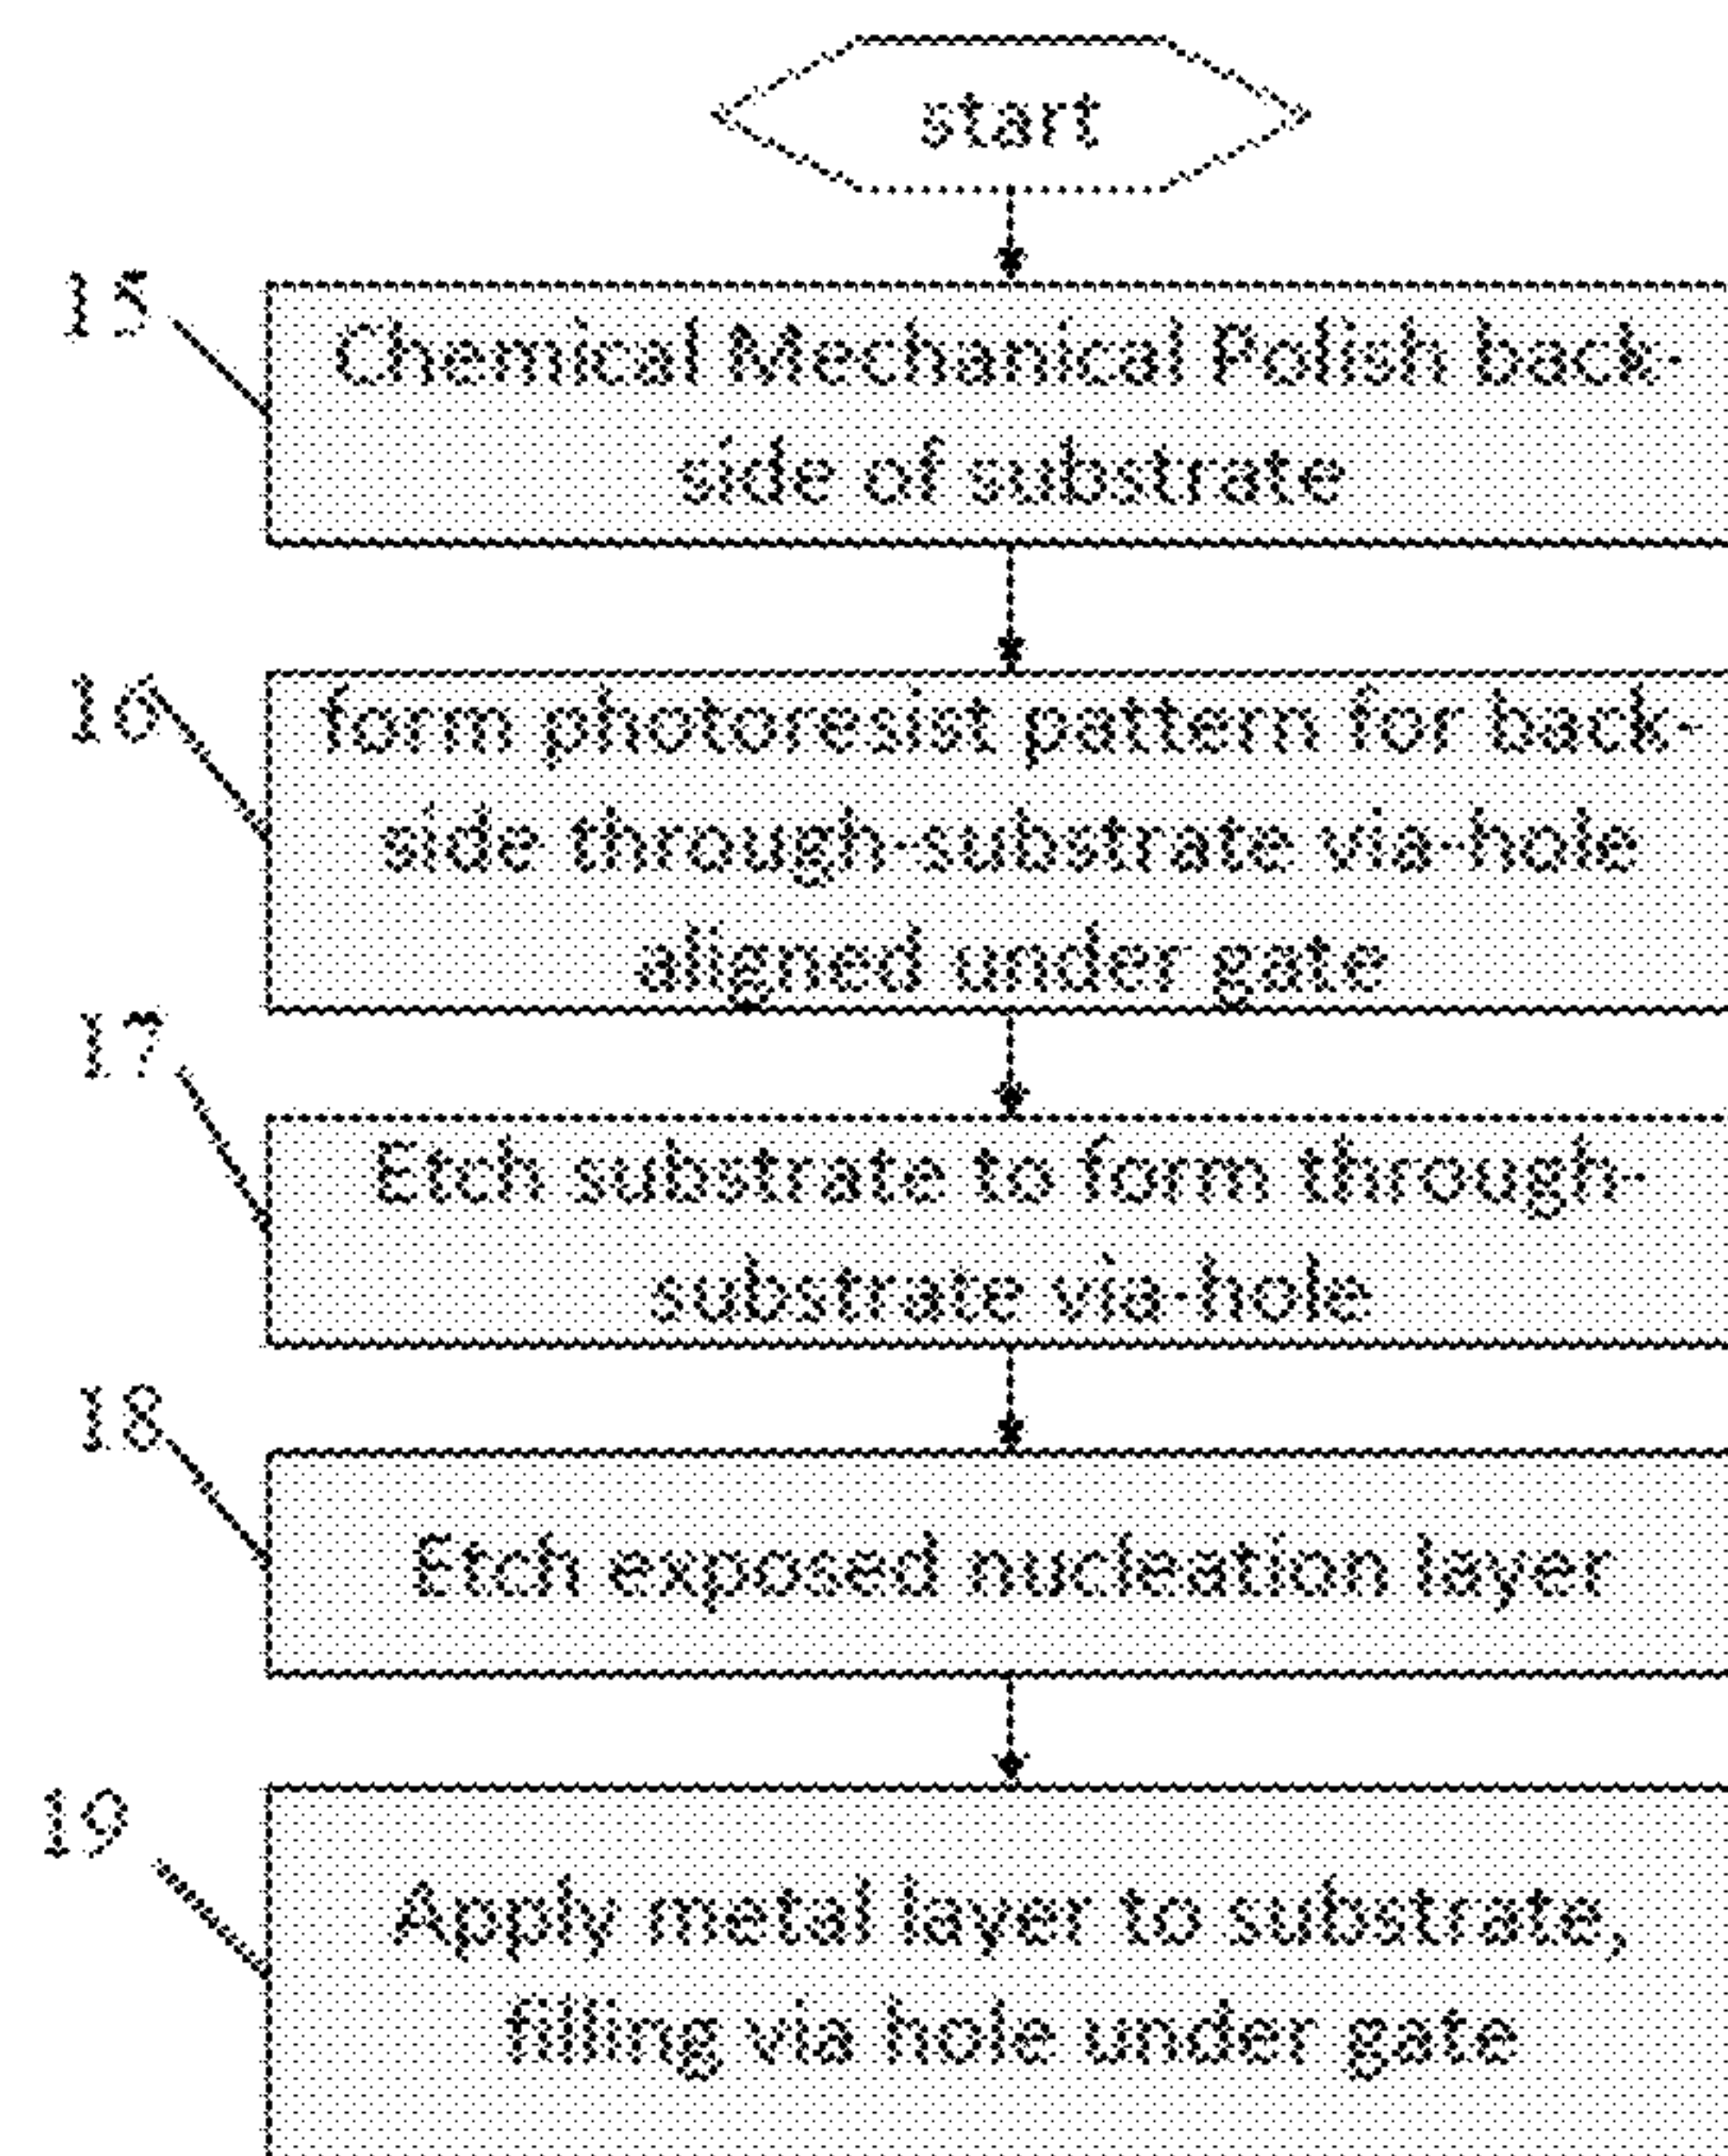 start
15
Chemical Mechanical Polish back-
side of substrate
16
form photoresist pattern for back-
side through-substrate via-hole
aligned under gate
17
Etch substrate to form through-
substrate via-hole
18
Etch exposed nucleation layer
19
Apply metal layer to substrate,
filling via hole under gate